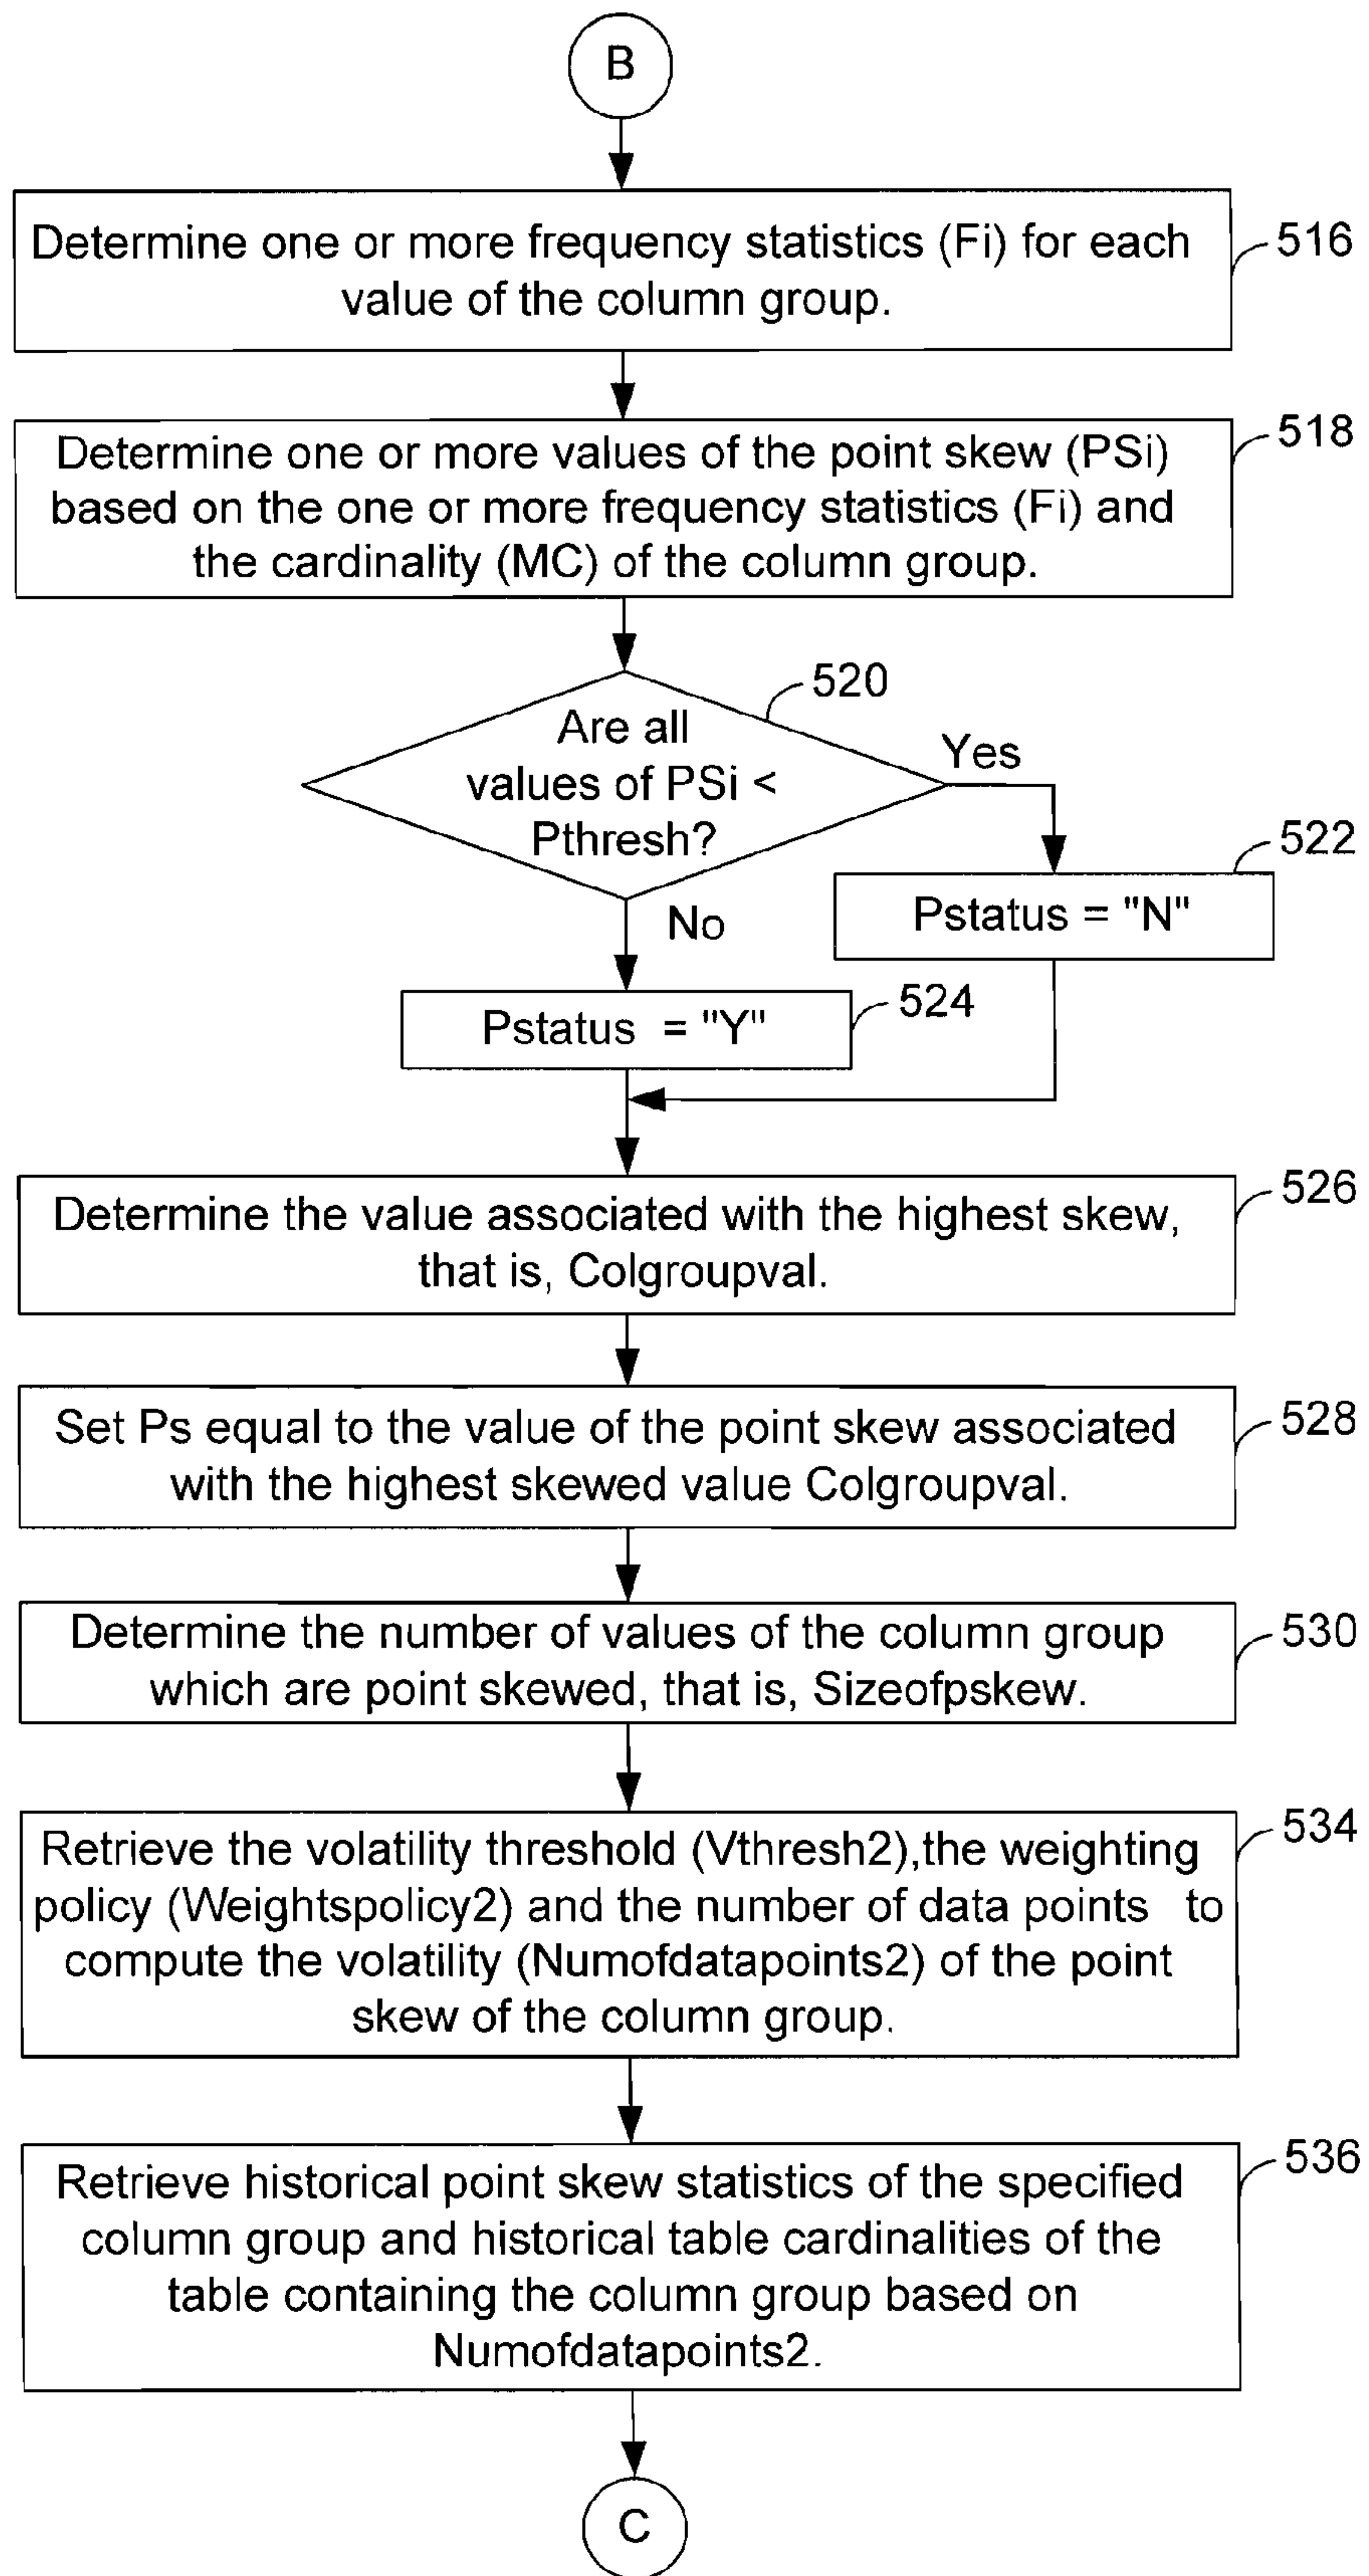 B
Determine one or more frequency statistics (Fi) for each
value of the column group.
516
Determine one or more values of the point skew (PSi)
based on the one or more frequency statistics (Fi) and
the cardinality (MC) of the column group.
518
520
Are all
values of PSi <
Pthresh?
Yes
522
Pstatus = "N"
No
524
Pstatus = "Y"
526
Determine the value associated with the highest skew,
that is, Colgroupval.
528
Set Ps equal to the value of the point skew associated
with the highest skewed value Colgroupval.
530
Determine the number of values of the column group
which are point skewed, that is, Sizeofpskew.
534
Retrieve the volatility threshold (Vthresh2),the weighting
policy (Weightspolicy2) and the number of data points to
compute the volatility (Numofdatapoints2) of the point
skew of the column group.
536
Retrieve historical point skew statistics of the specified
column group and historical table cardinalities of the
table containing the column group based on
Numofdatapoints2.
C